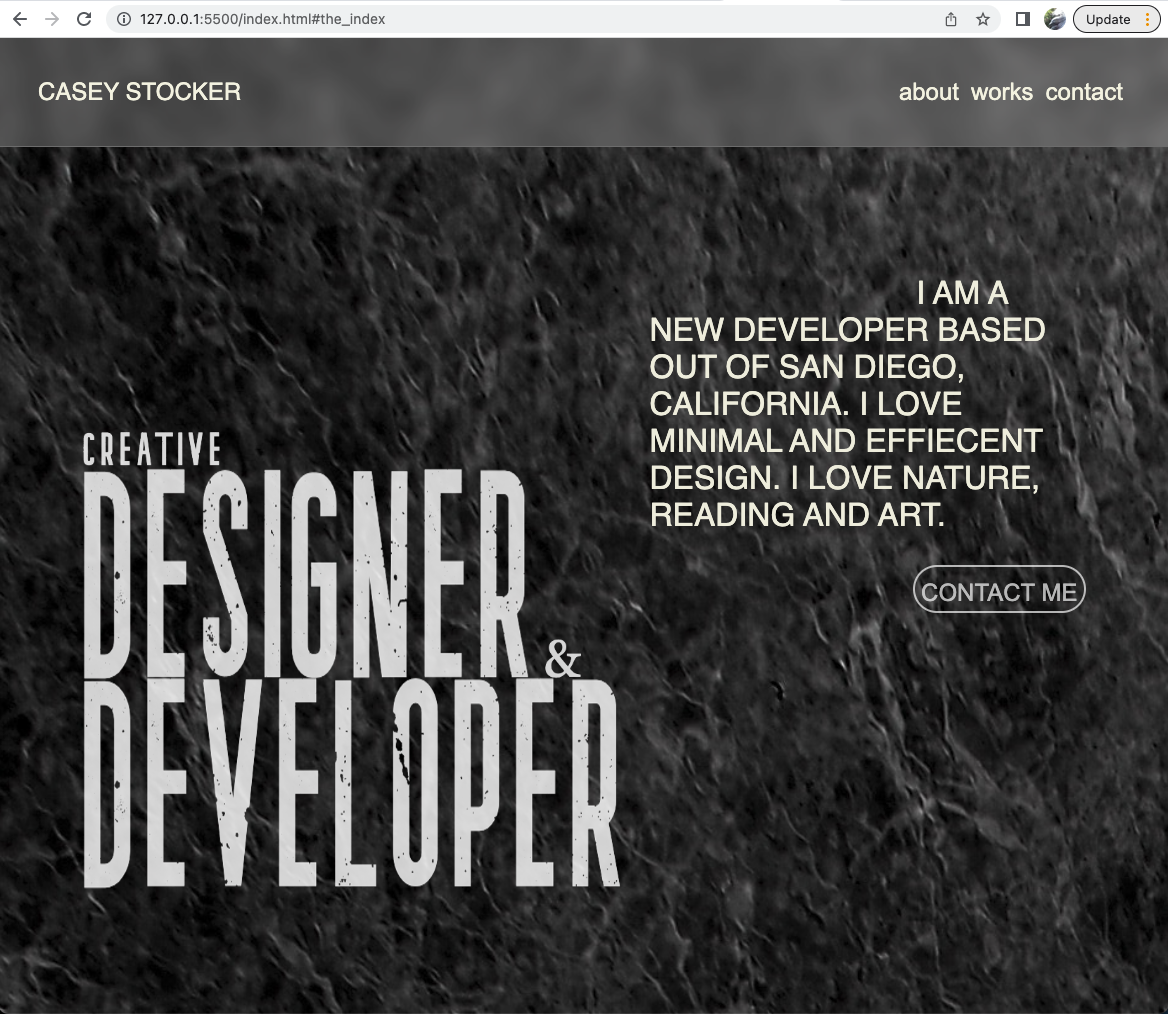 127.0.0.1:5500/index.html#the_index
Update
CASEY STOCKER
about works contact
I AM A
NEW DEVELOPER BASED
OUT OF SAN DIEGO,
CALIFORNIA. I LOVE
MINIMAL AND EFFIECENT
DESIGN. I LOVE NATURE,
READING AND ART.
CONTACT ME
CREATIVE
DESIGNER &
DEVELOPER